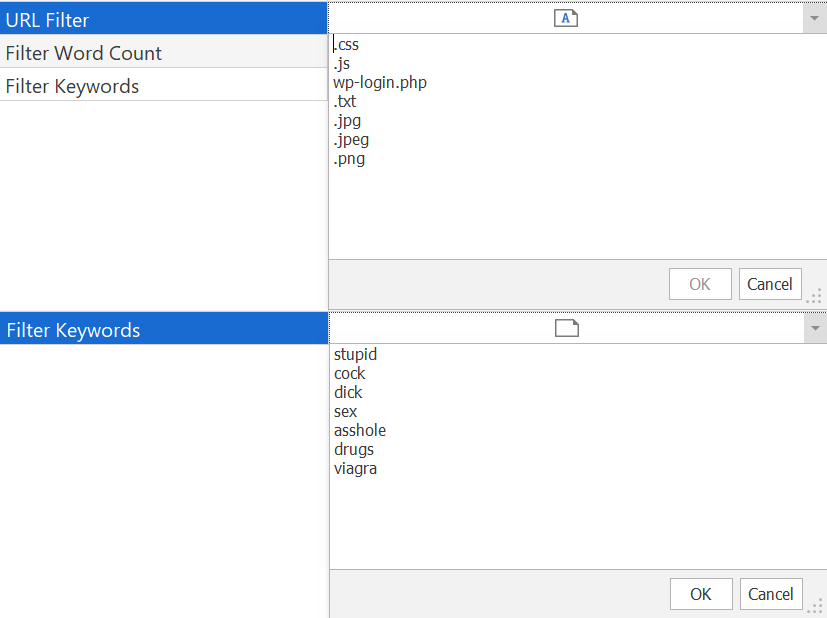 URL Filter
A
Filter Word Count
Filter Keywords
.css
.js
wp-login.php
.txt
.jpg
.jpeg
.png
OK
Cancel
Filter Keywords
stupid
cock
dick
sex
asshole
drugs
viagra
OK
Cancel